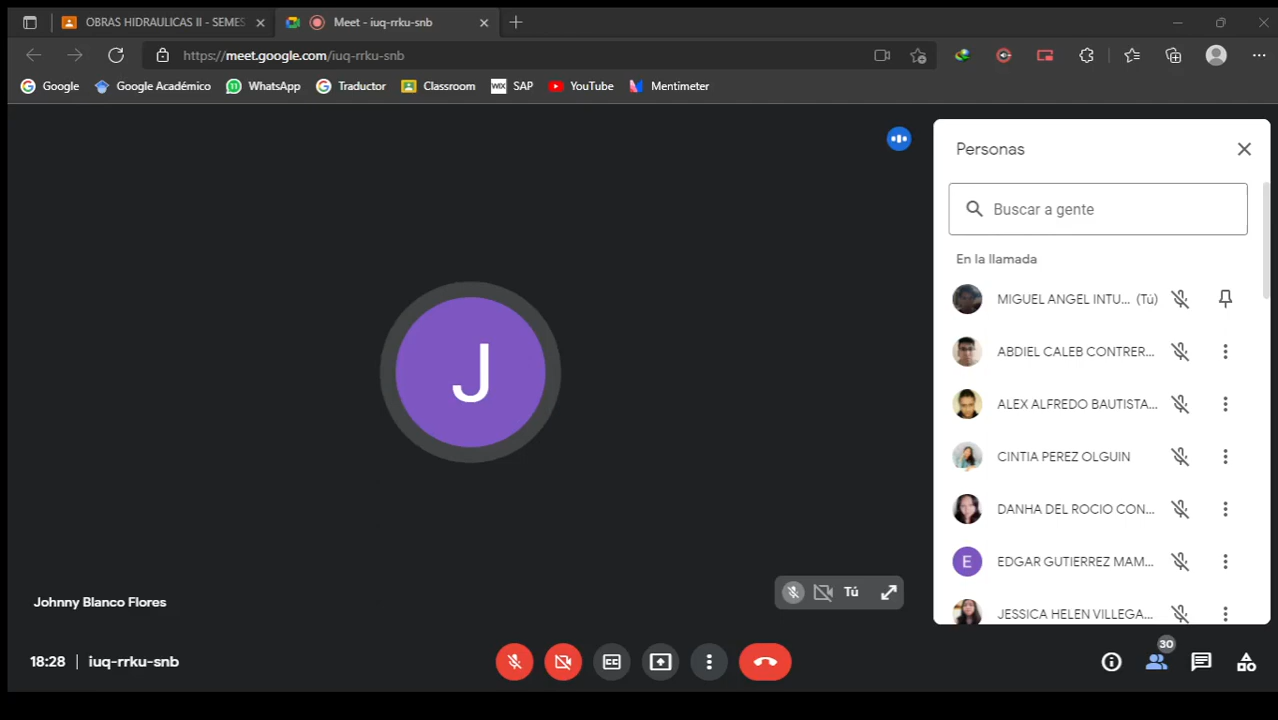 OBRAS HIDRAULICAS II - SEMES
Meet - iuq-rrku-snb
https://meet.google.com/iuq-rrku-snb
Google
Google Académico
11
WhatsApp
Traductor
Classroom
WIX SAP
YouTube
Mentimeter
Personas
Buscar a gente
En la llamada
MIGUEL ANGEL INTU... (Tú)
ABDIEL CALEB CONTRER...
ALEX ALFREDO BAUTISTA...
CINTIA PEREZ OLGUIN
DANHA DEL ROCIO CON...
E EDGAR GUTIERREZ MAM...
JESSICA HELEN VILLEGA...
J
Tú
Johnny Blanco Flores
18:28 | iuq-rrku-snb
CC
30